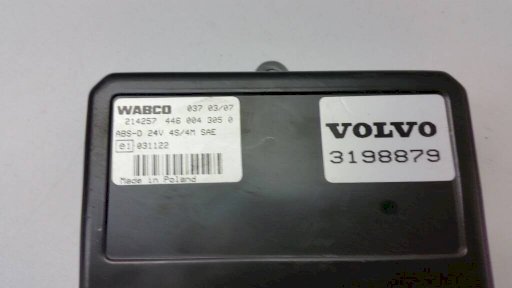 WABCO 037 03/07
214257 446 004 305 0
ABS-D 24V 4S/4M SAE
01 031122
Made in Poland
VOLVO
3198879